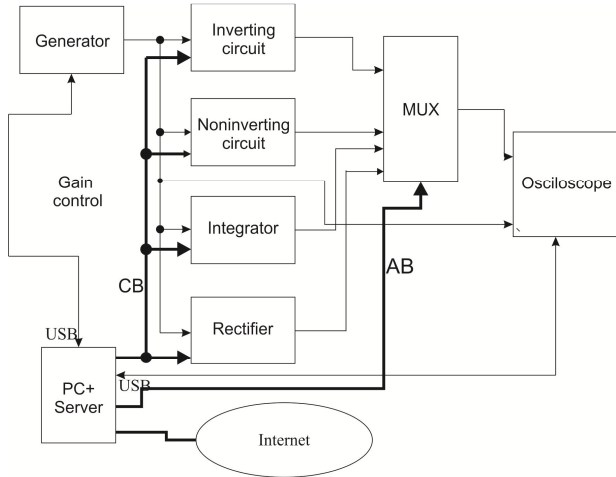 Generator
Inverting
circuit
MUX
Noninverting
circuit
Osciloscope
Gain
control
Integrator
AB
CB
Rectifier
USB
USB
PC+
Server
Internet